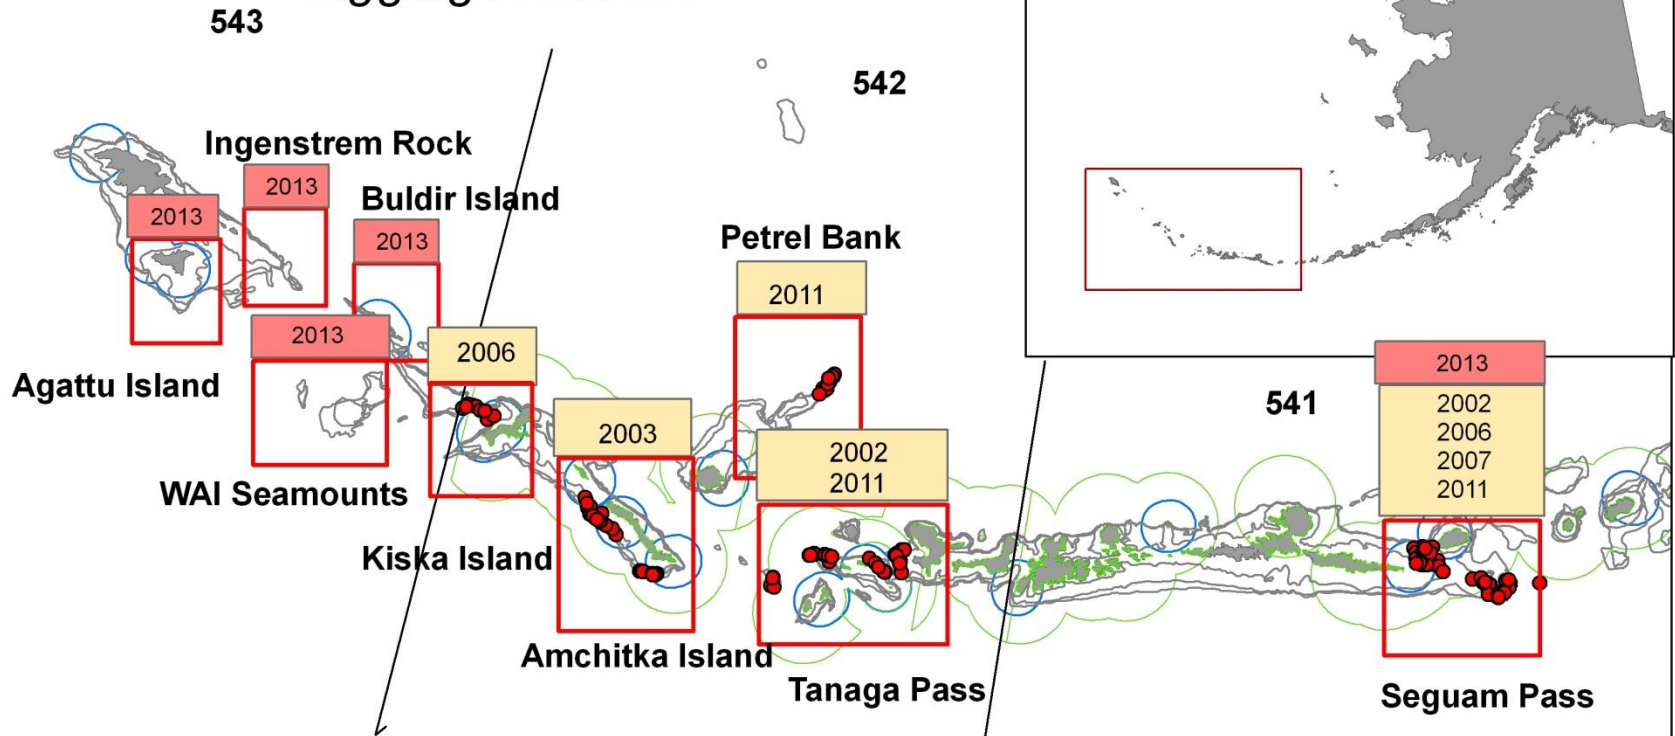 543
542
Ingenstrem Rock
2013
Buldir Island
2013
2013
Petrel Bank
2011
2013
2006
2013
Agattu Island
541
2003
2002
2011
2002
2006
2007
2011
WAI Seamounts
Kiska Island
Amchitka Island
Tanaga Pass
Seguam Pass